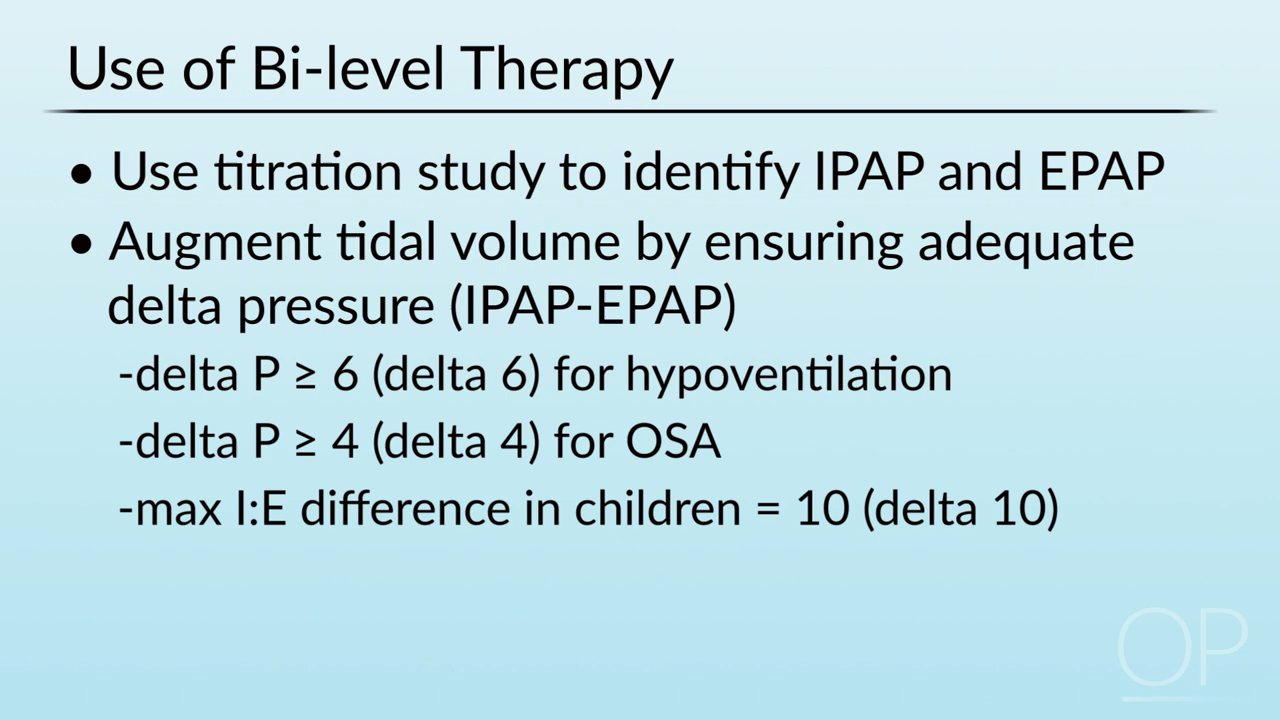 Use of Bi-level Therapy
• Use titration study to identify IPAP and EPAP
• Augment tidal volume by ensuring adequate
delta pressure (IPAP-EPAP)
-delta P ≥ 6 (delta 6) for hypoventilation
-delta P ≥ 4 (delta 4) for OSA
-max I:E difference in children = 10 (delta 10)
OP